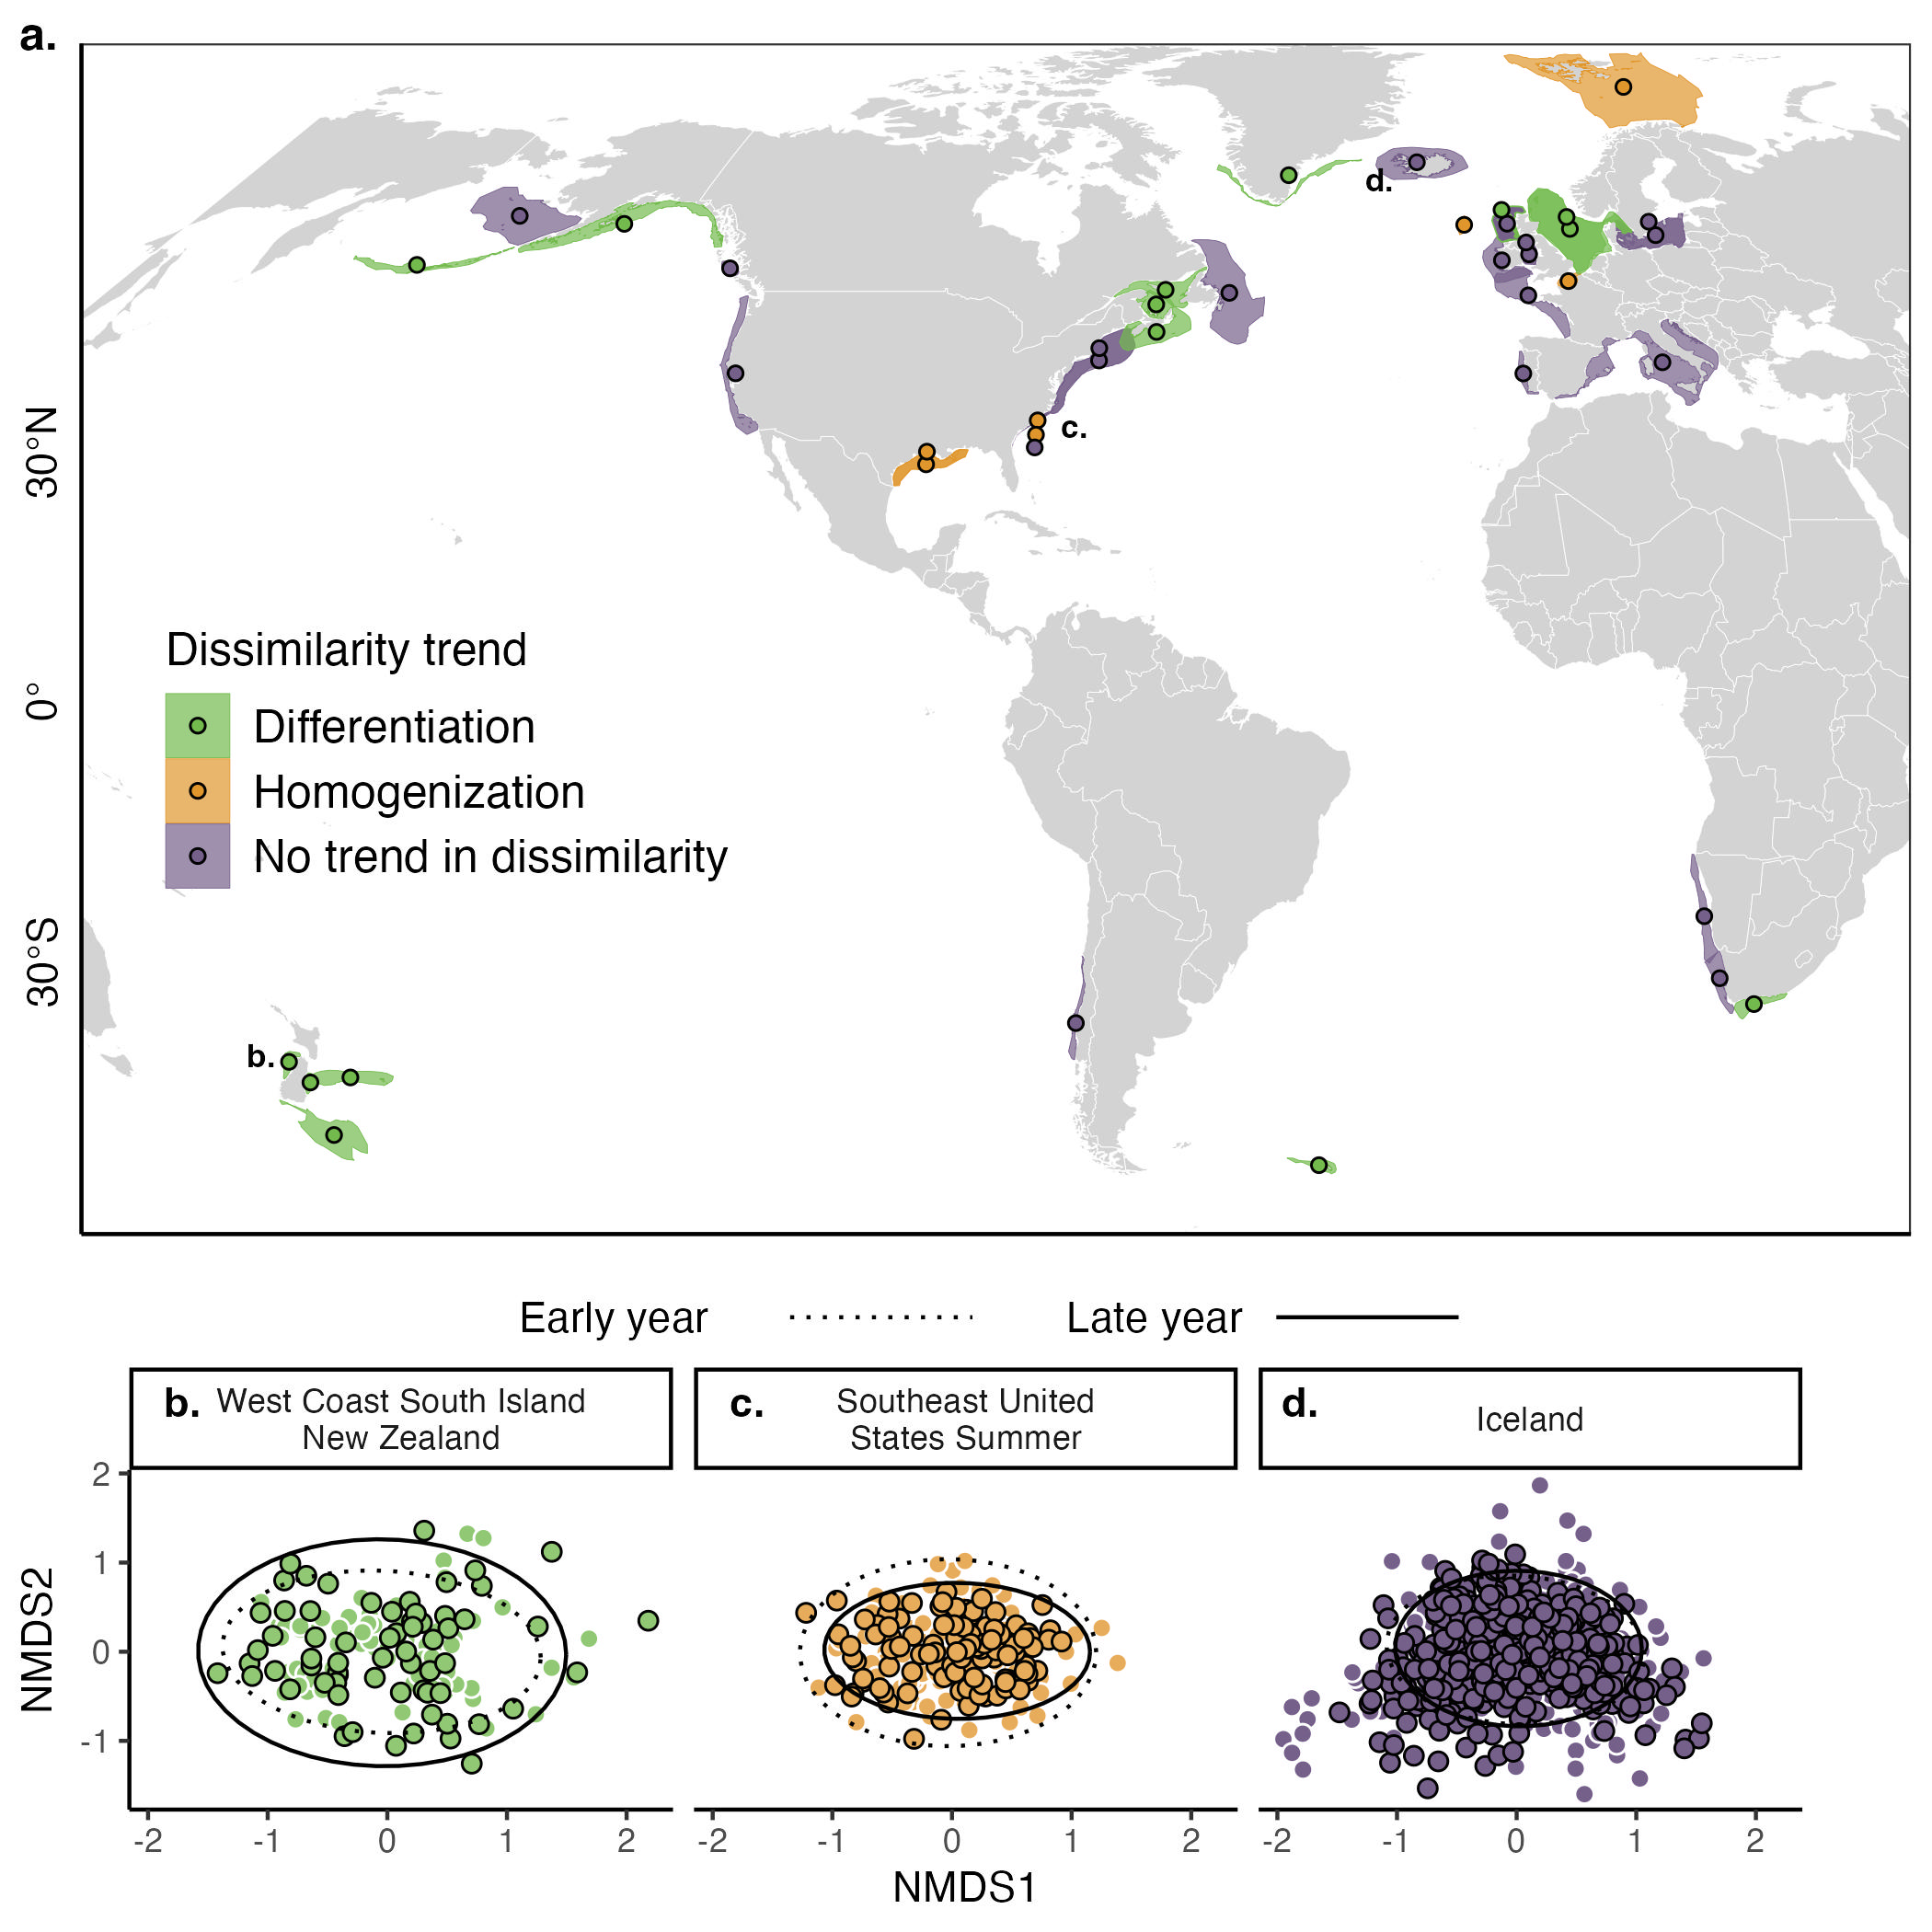 a.
d.
30°N
c.
Dissimilarity trend
Differentiation
0°
Homogenization
No trend in dissimilarity
30°S
b.
Early year
Late year
b. West Coast South Island
New Zealand
c. Southeast United
States Summer
d. Iceland
NMDS2
2
1
0
-1
-2 -1 0 1 2
-2 -1 0 1 2
-2 -1 0 1 2
NMDS1